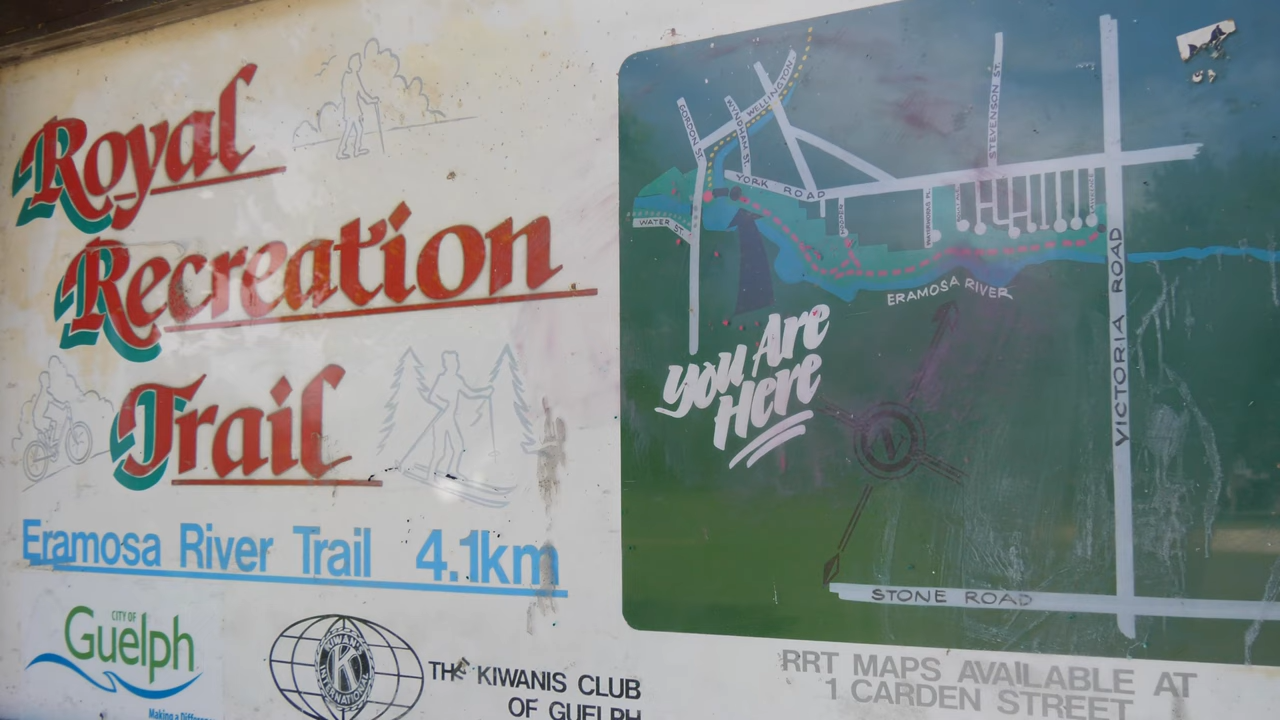 Royal
Recreation
Trail
Eramosa River Trail 4.1km
CITY OF
Guelph
KIWANIS
K
INTERNATIONAL
THE KIWANIS CLUB
OF GUELPH
GORDON ST.
WYNDHAM ST.
WELLINGTON
STEVENSON ST.
YORK ROAD
WATER ST.
ERAMOSA RIVER
VICTORIA ROAD
You Are
Here
N
STONE ROAD
RRT MAPS AVAILABLE AT
1 CARDEN STREET